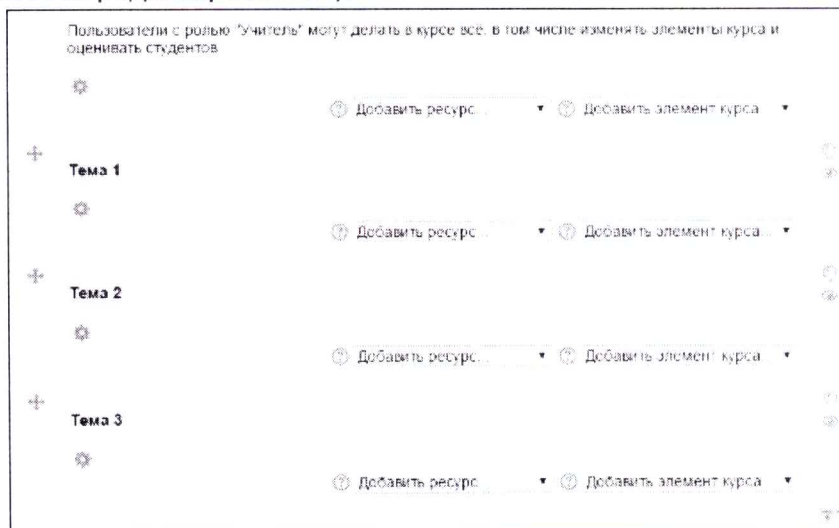 Пользователи с ролью "Учитель" могут делать в курсе всё, в том числе изменять элементы курса и
оценивать студентов
Добавить ресурс... Добавить элемент курса
Тема 1
Добавить ресурс... Добавить элемент курса...
Тема 2
Добавить ресурс... Добавить элемент курса...
Тема 3
Добавить ресурс Добавить элемент курса